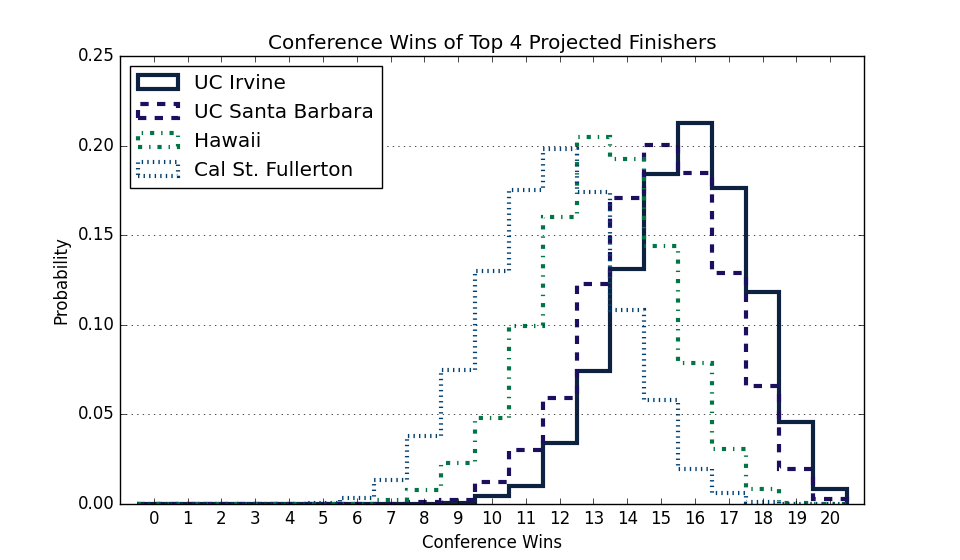 Conference Wins of Top 4 Projected Finishers
UC Irvine
UC Santa Barbara
Hawaii
Cal St. Fullerton
0.25
0.20
0.15
0.10
0.05
0.00
Probability
0 1 2 3 4 5 6 7 8 9 10 11 12 13 14 15 16 17 18 19 20
Conference Wins